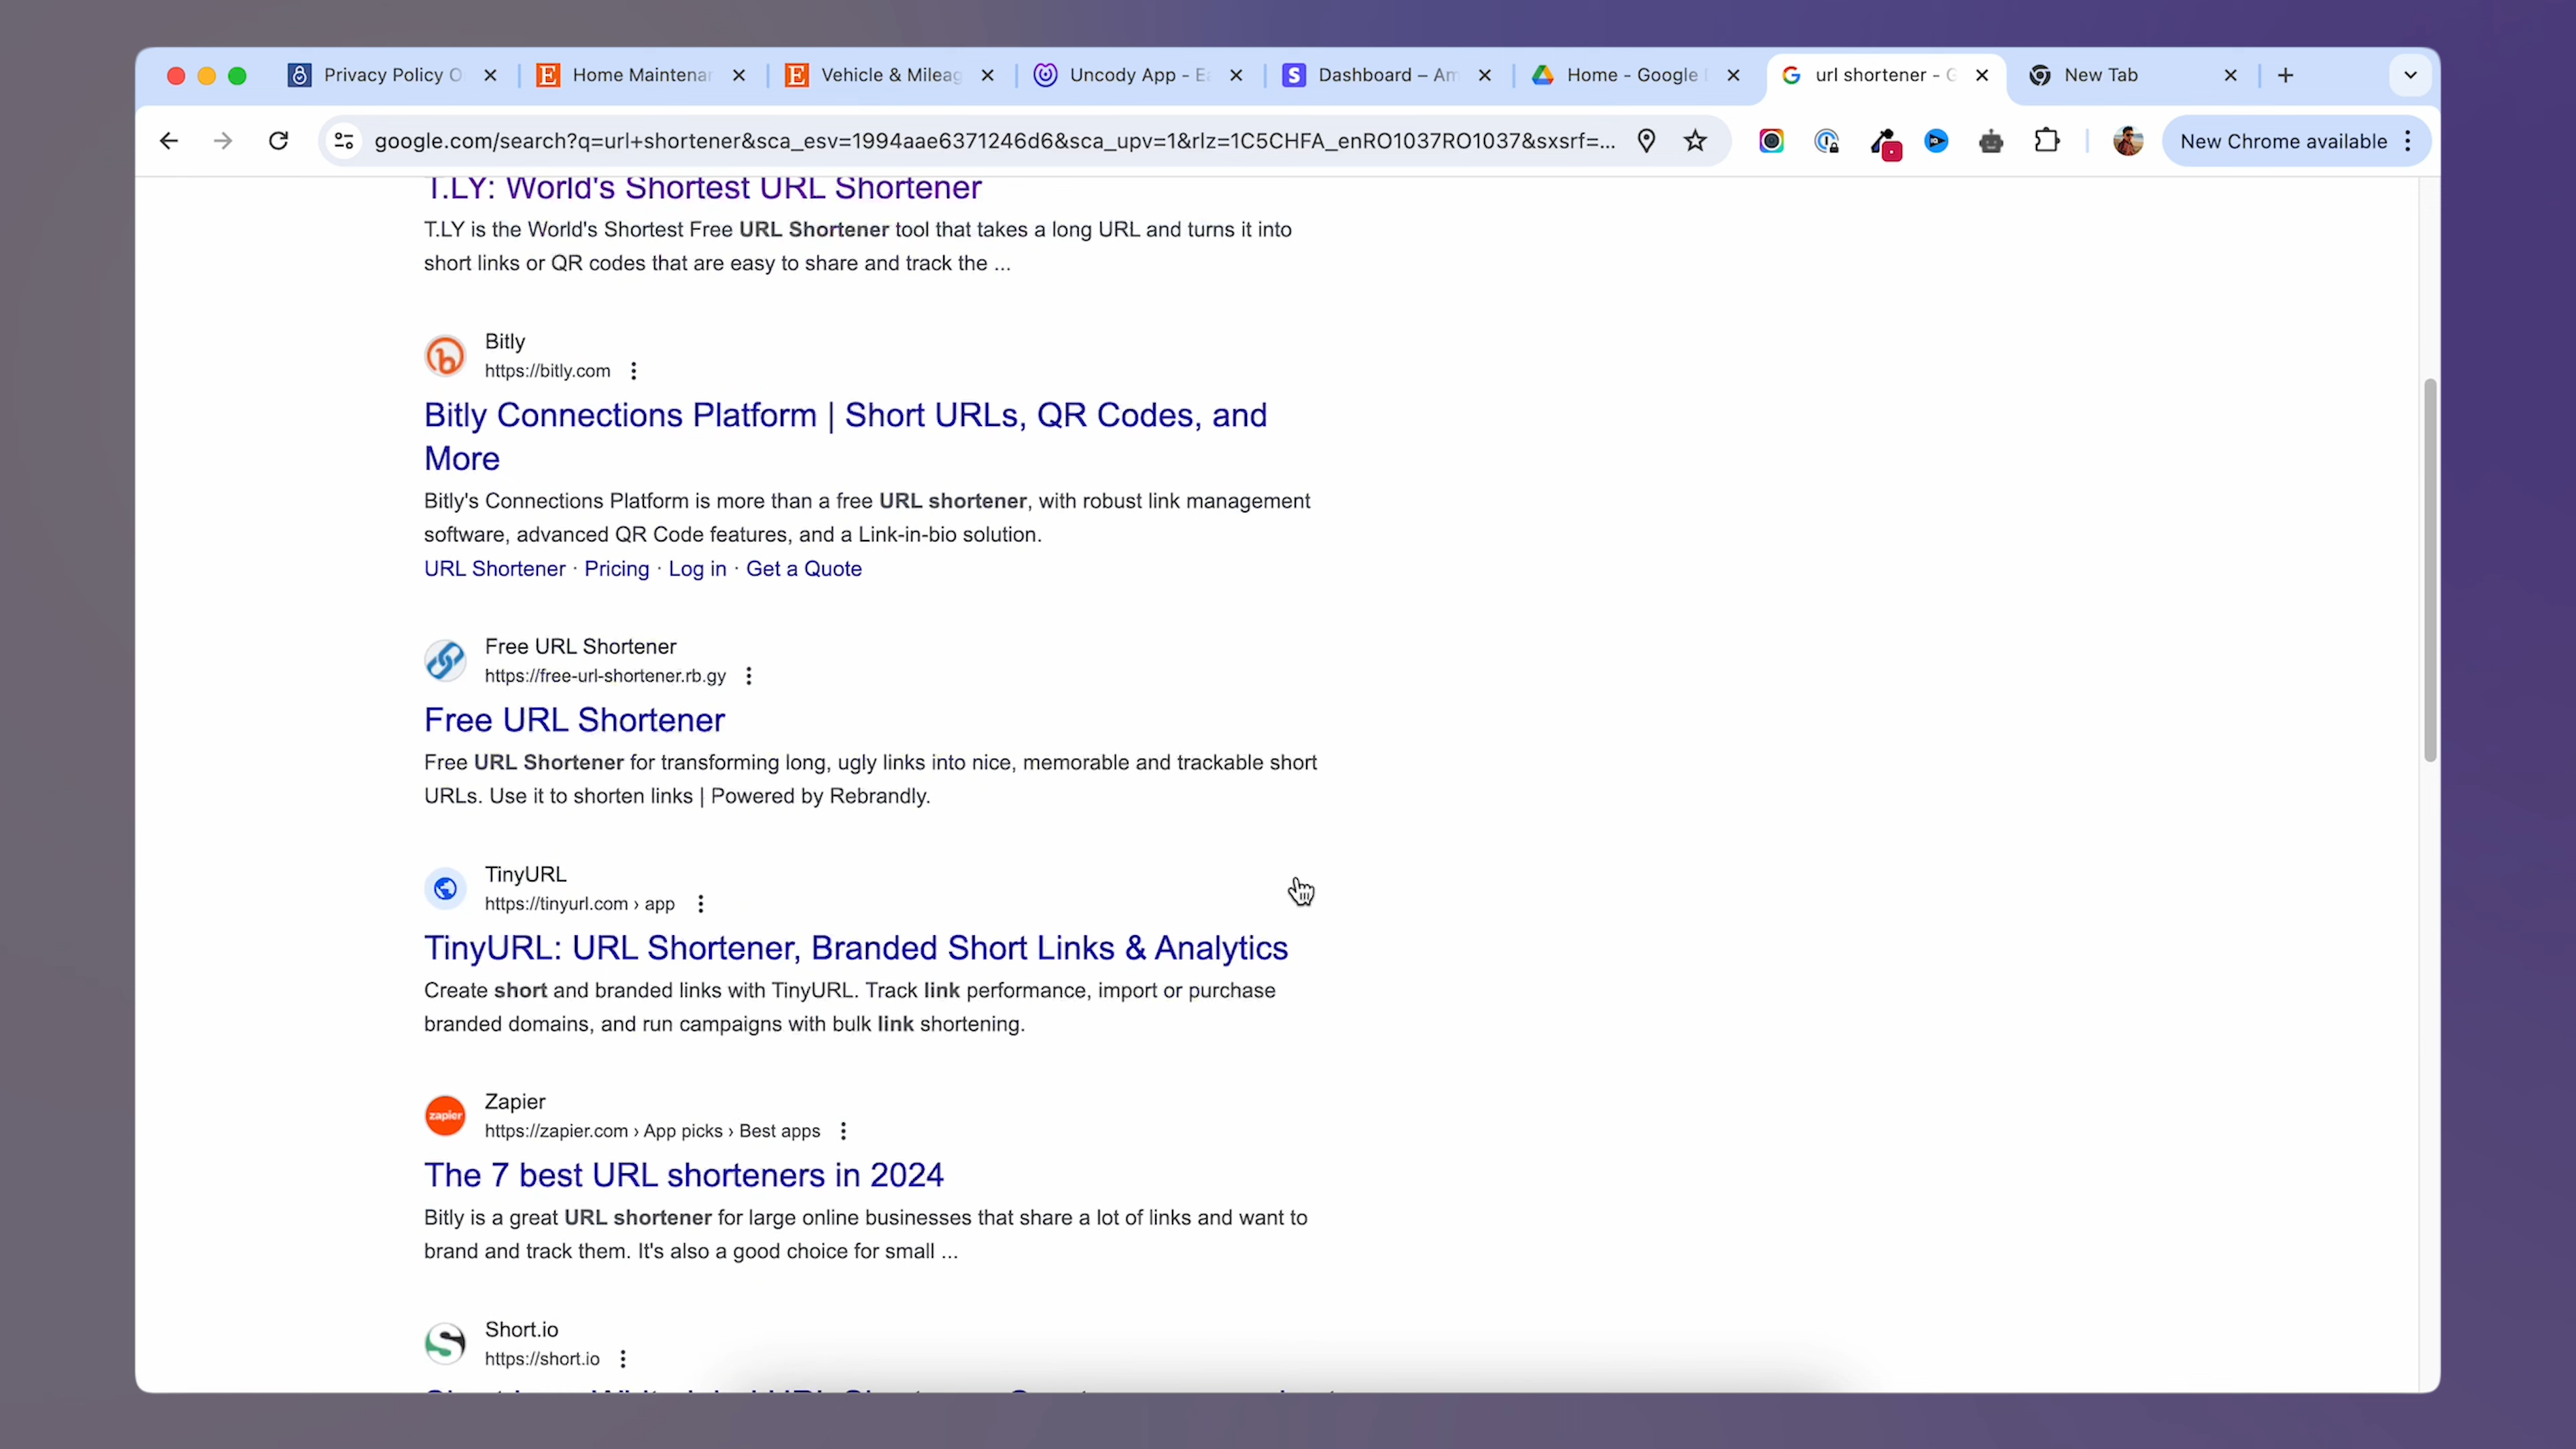 Privacy Policy O
Home Maintenan
Vehicle & Mileag
Uncody App - Ea
Dashboard – Am
Home - Google
url shortener - G
New Tab
google.com/search?q=url+shortener&sca_esv=1994aae6371246d6&sca_upv=1&rlz=1C5CHFA_enRO1037RO1037&sxsrf=...
New Chrome available
T.LY: World's Shortest URL Shortener
T.LY is the World's Shortest Free URL Shortener tool that takes a long URL and turns it into
short links or QR codes that are easy to share and track the ...
Bitly
https://bitly.com
Bitly Connections Platform | Short URLs, QR Codes, and
More
Bitly's Connections Platform is more than a free URL shortener, with robust link management
software, advanced QR Code features, and a Link-in-bio solution.
URL Shortener · Pricing · Log in · Get a Quote
Free URL Shortener
https://free-url-shortener.rb.gy
Free URL Shortener
Free URL Shortener for transforming long, ugly links into nice, memorable and trackable short
URLs. Use it to shorten links | Powered by Rebrandly.
TinyURL
https://tinyurl.com › app
TinyURL: URL Shortener, Branded Short Links & Analytics
Create short and branded links with TinyURL. Track link performance, import or purchase
branded domains, and run campaigns with bulk link shortening.
zapier
Zapier
https://zapier.com › App picks › Best apps
The 7 best URL shorteners in 2024
Bitly is a great URL shortener for large online businesses that share a lot of links and want to
brand and track them. It's also a good choice for small ...
Short.io
https://short.io